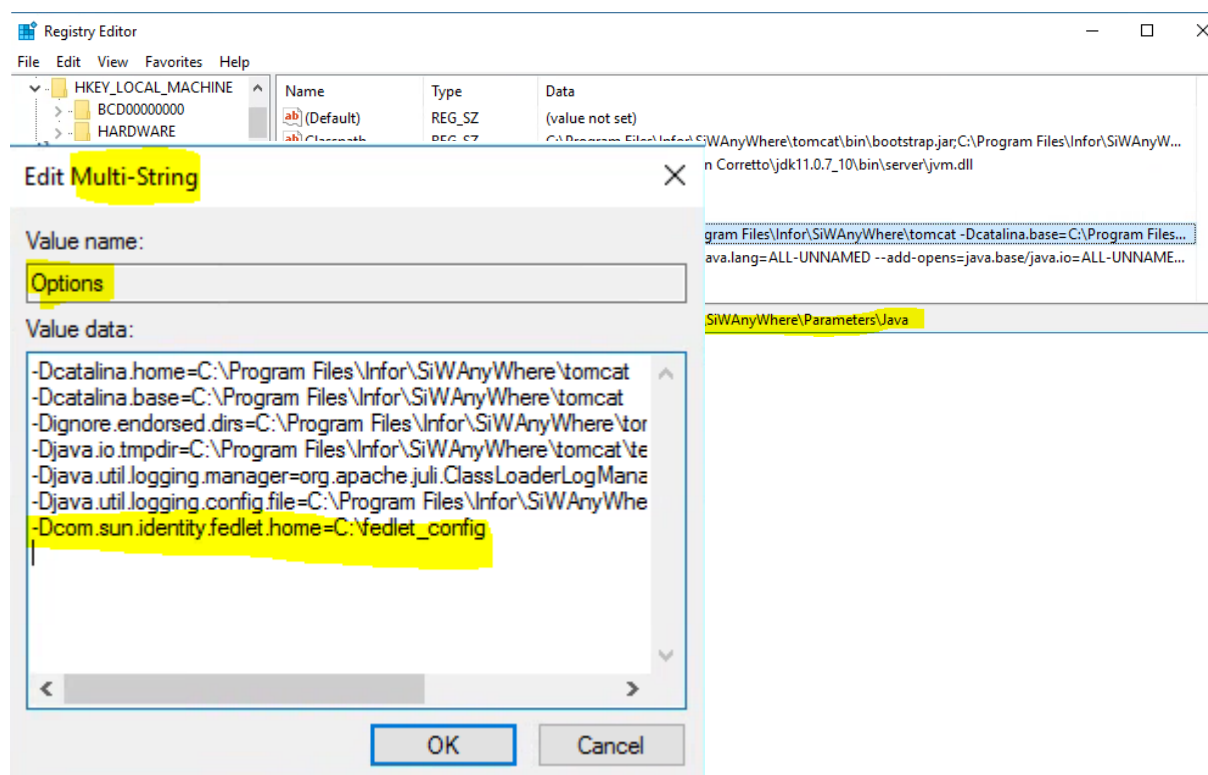 Registry Editor
File Edit View Favorites Help
HKEY_LOCAL_MACHINE
BCD00000000
HARDWARE
Name Type Data
(Default) REG_SZ (value not set)
Classpath REG_SZ C:\Program Files\Infor\SiWAnyWhere\tomcat\bin\bootstrap.jar;C:\Program Files\Infor\SiWAnyW...
n Corretto\jdk11.0.7_10\bin\server\jvm.dll
gram Files\Infor\SiWAnyWhere\tomcat -Dcatalina.base=C:\Program Files...
ava.lang=ALL-UNNAMED --add-opens=java.base/java.io=ALL-UNNAME...
SiWAnyWhere\Parameters\Java
Edit Multi-String
Value name:
Options
Value data:
-Dcatalina.home=C:\Program Files\Infor\SiWAnyWhere\tomcat
-Dcatalina.base=C:\Program Files\Infor\SiWAnyWhere\tomcat
-Dignore.endorsed.dirs=C:\Program Files\Infor\SiWAnyWhere\tor
-Djava.io.tmpdir=C:\Program Files\Infor\SiWAnyWhere\tomcat\te
-Djava.util.logging.manager=org.apache.juli.ClassLoaderLogMana
-Djava.util.logging.config.file=C:\Program Files\Infor\SiWAnyWhe
-Dcom.sun.identity.fedlet.home=C:\fedlet_config
OK Cancel